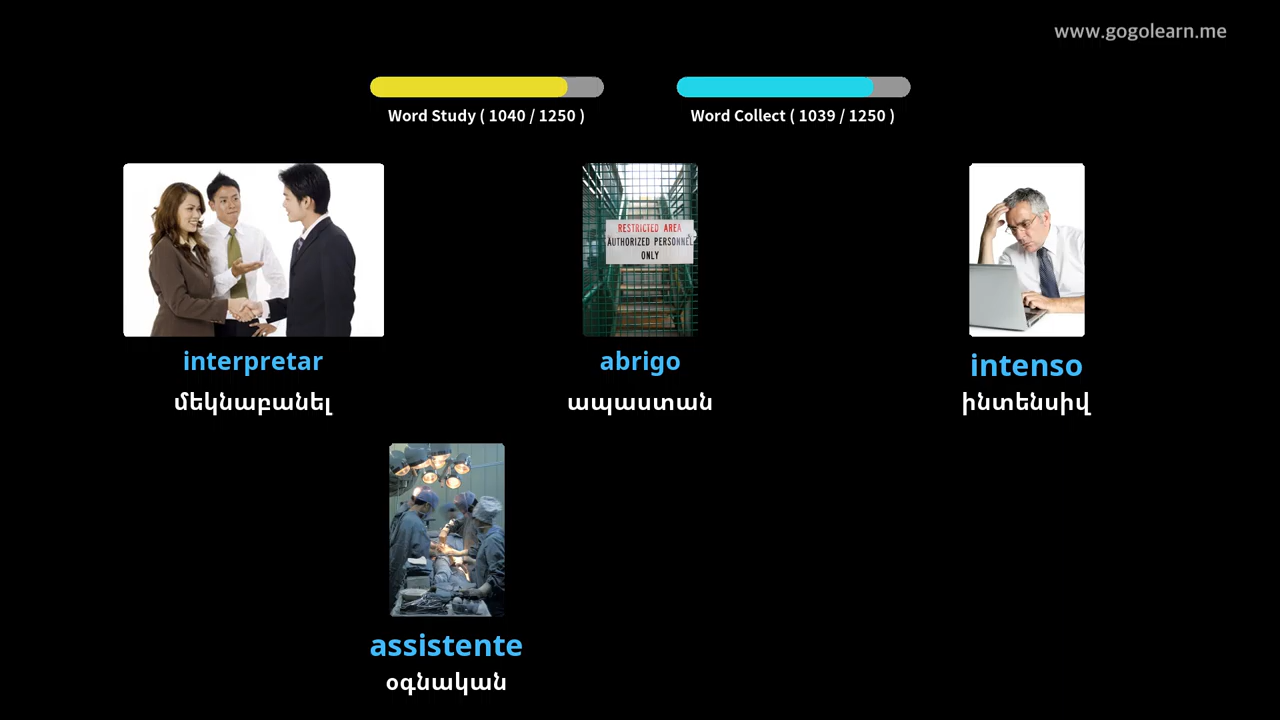 www.gogolearn.me
Word Study ( 1040 / 1250 )
Word Collect ( 1039 / 1250 )
RESTRICTED AREA
AUTHORIZED PERSONNEL
ONLY
interpretar
abrigo
intenso
մեկնաբանել
ապաստան
ինտենսիվ
assistente
օգնական